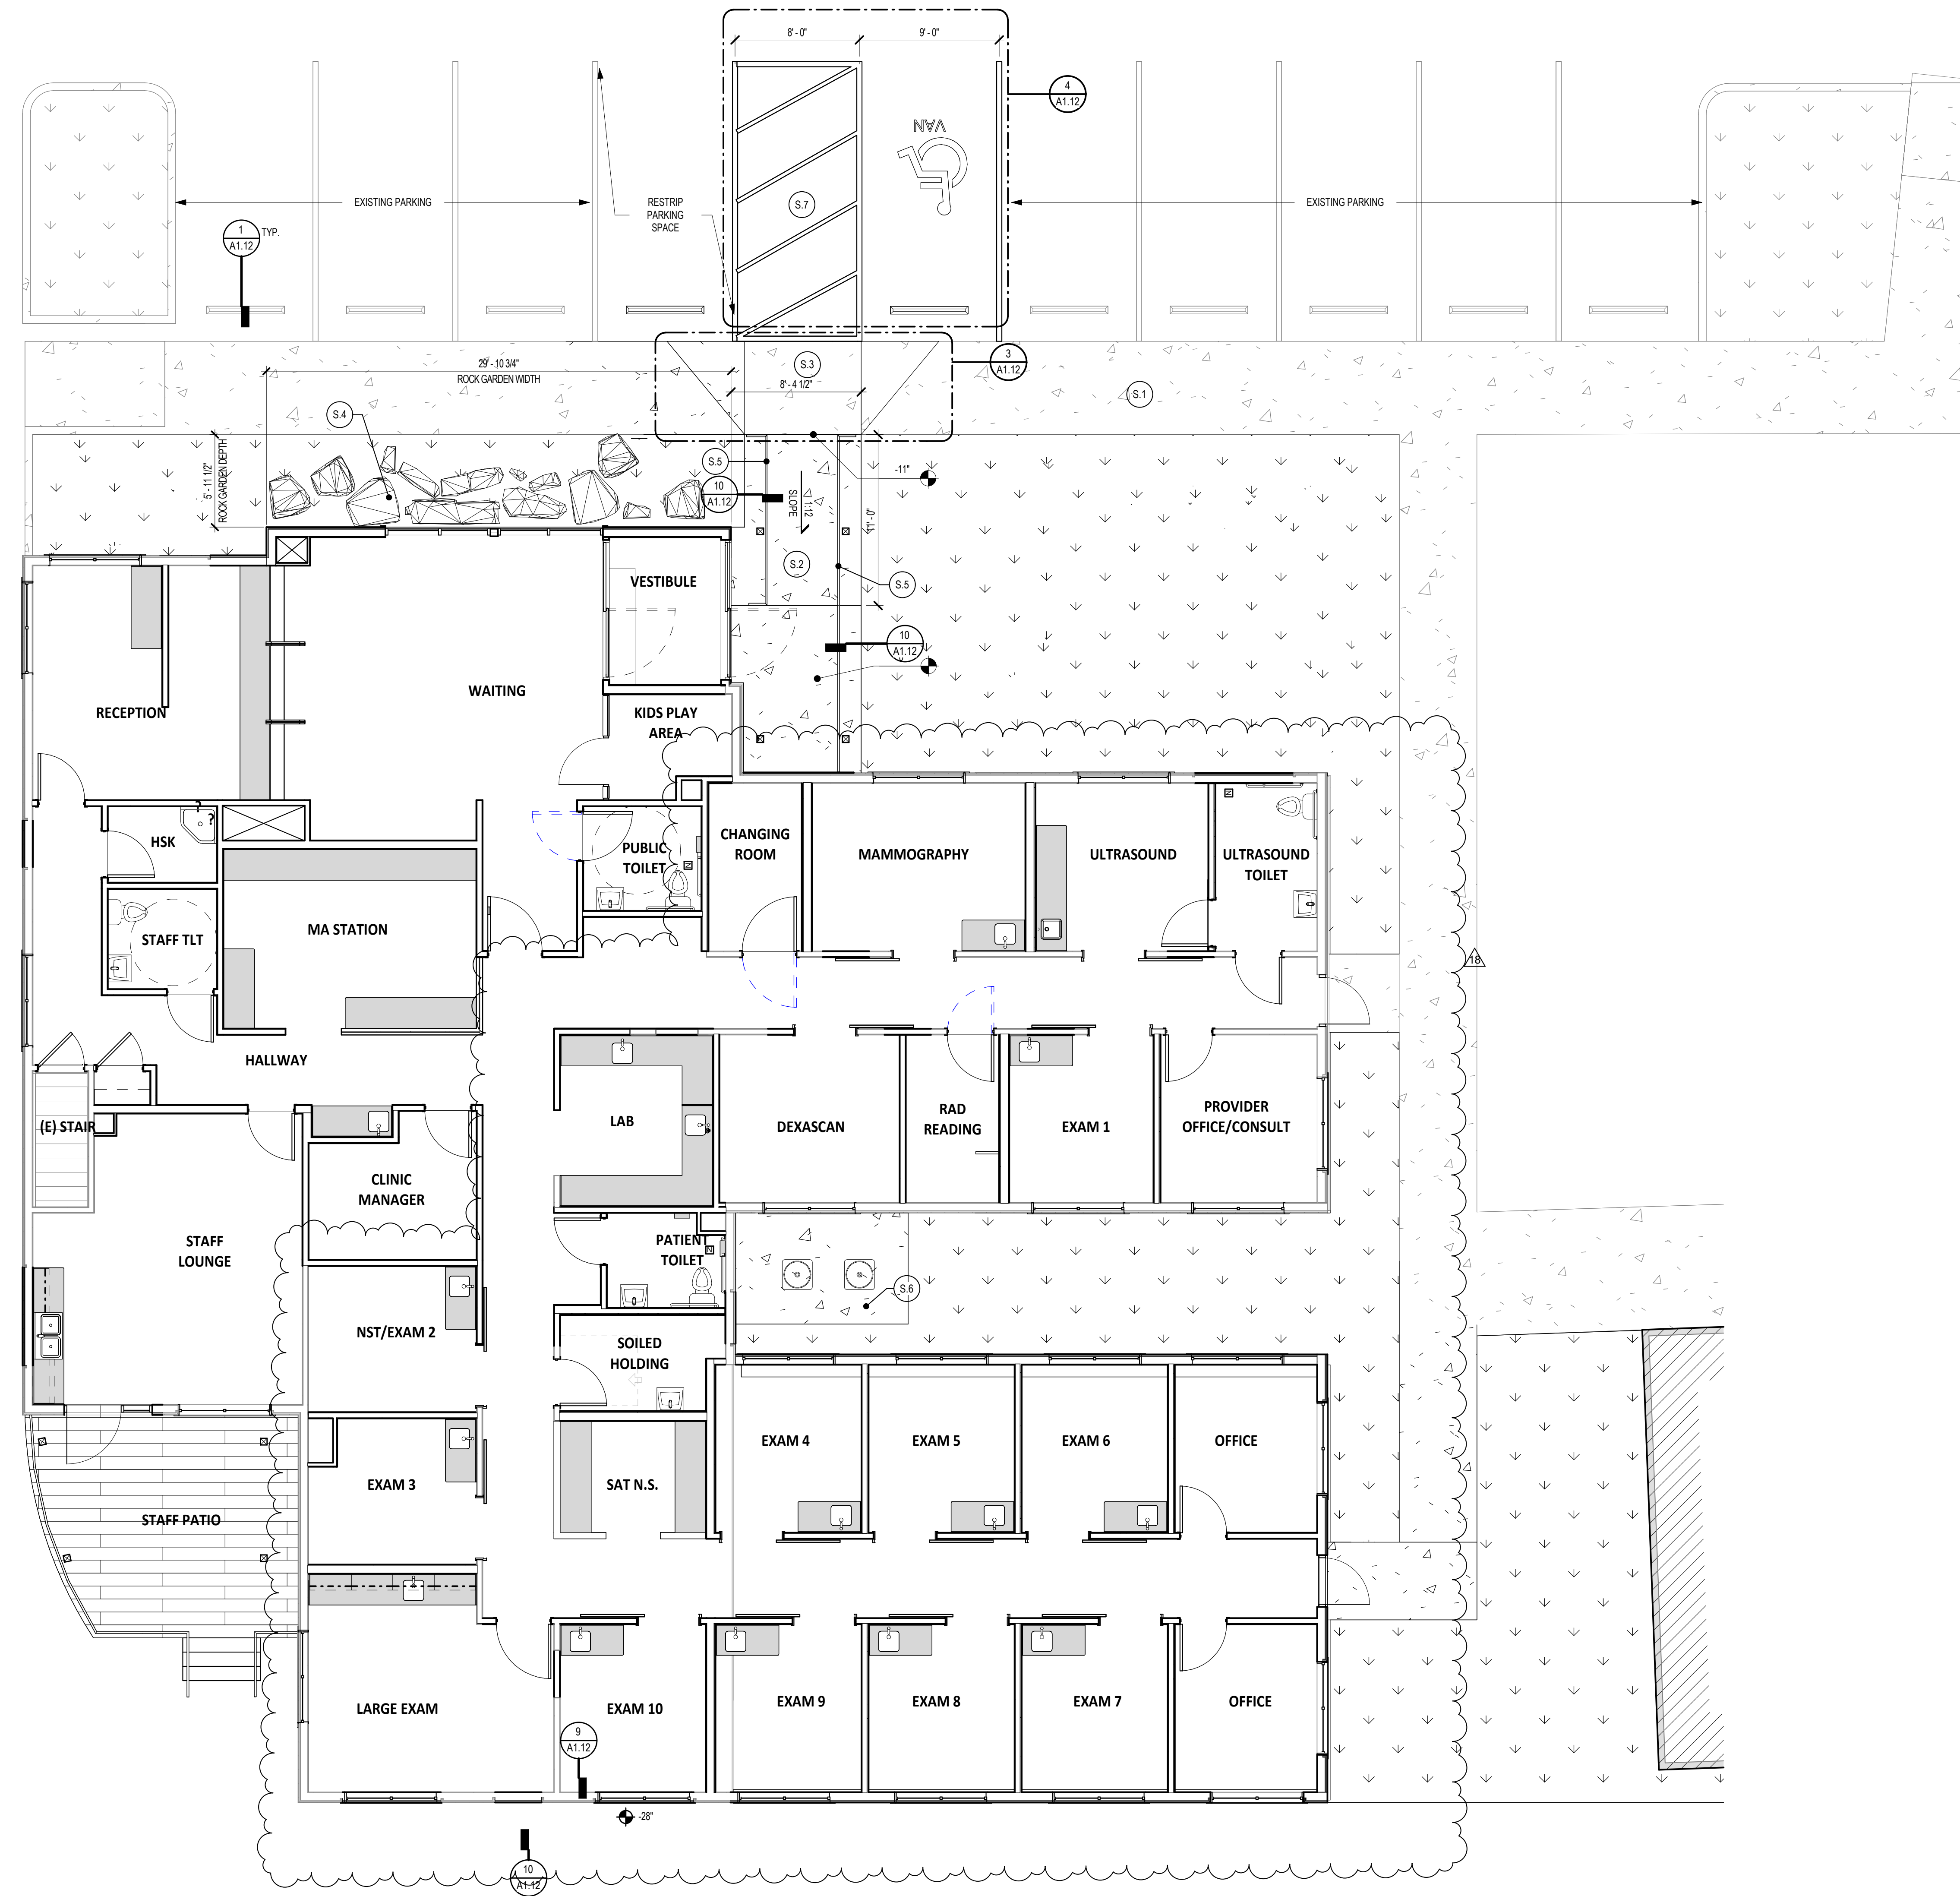 8' - 0"
9' - 0"
4
A1.12
VAN
EXISTING PARKING
RESTRIP
PARKING
SPACE
S.7
EXISTING PARKING
1
A1.12
TYP.
29' - 10 3/4"
ROCK GARDEN WIDTH
S.3
8' - 4 1/2"
3
A1.12
S.1
S.4
5' - 11 1/2"
ROCK GARDEN DEPTH
S.5
10
A1.12
SLOPE
1:12
-11"
11' - 0"
S.2
S.5
VESTIBULE
10
A1.12
WAITING
RECEPTION
KIDS PLAY
AREA
HSK
?
PUBLIC
TOILET
CHANGING
ROOM
MAMMOGRAPHY
ULTRASOUND
ULTRASOUND
TOILET
MA STATION
STAFF TLT
18
HALLWAY
(E) STAIR
LAB
DEXASCAN
RAD
READING
EXAM 1
PROVIDER
OFFICE/CONSULT
CLINIC
MANAGER
STAFF
LOUNGE
PATIENT
TOILET
S.6
NST/EXAM 2
SOILED
HOLDING
EXAM 4
EXAM 5
EXAM 6
OFFICE
EXAM 3
SAT N.S.
STAFF PATIO
LARGE EXAM
EXAM 10
EXAM 9
EXAM 8
EXAM 7
OFFICE
9
A1.12
-28"
10
A1.12